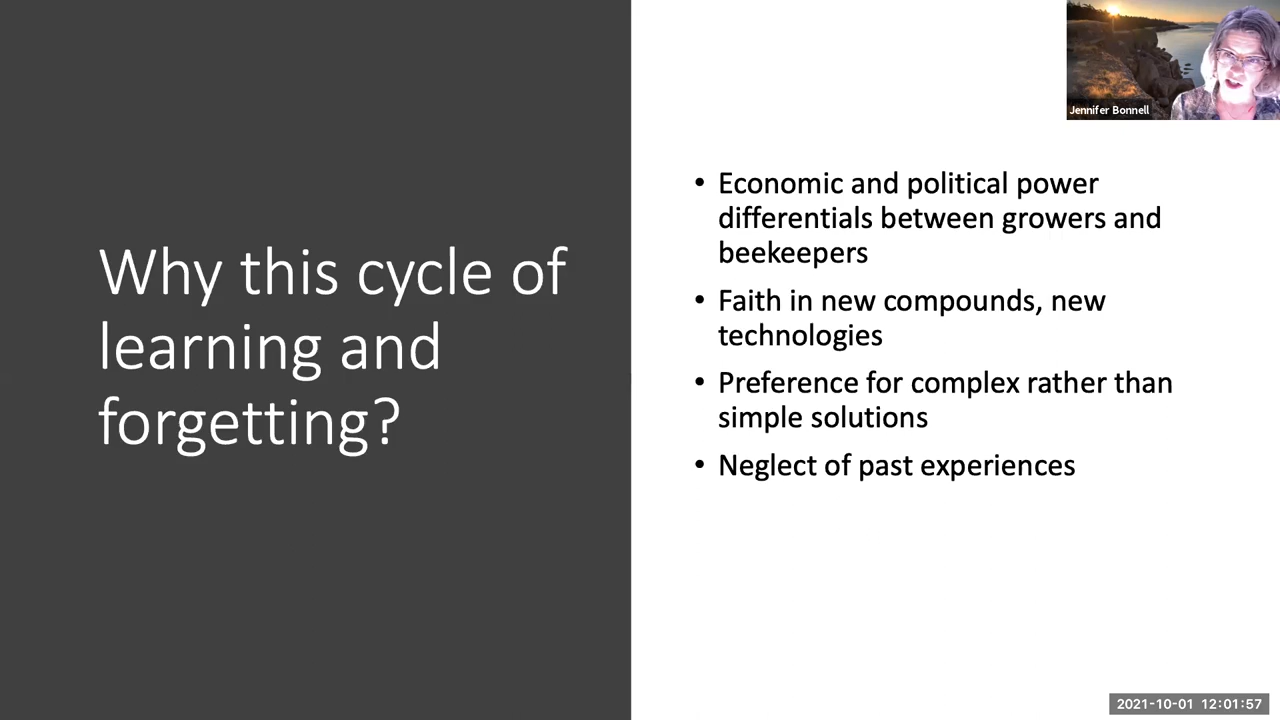 Jennifer Bonnell
Why this cycle of
learning and
forgetting?
• Economic and political power
differentials between growers and
beekeepers
• Faith in new compounds, new
technologies
• Preference for complex rather than
simple solutions
• Neglect of past experiences
2021-10-01 12:01:57